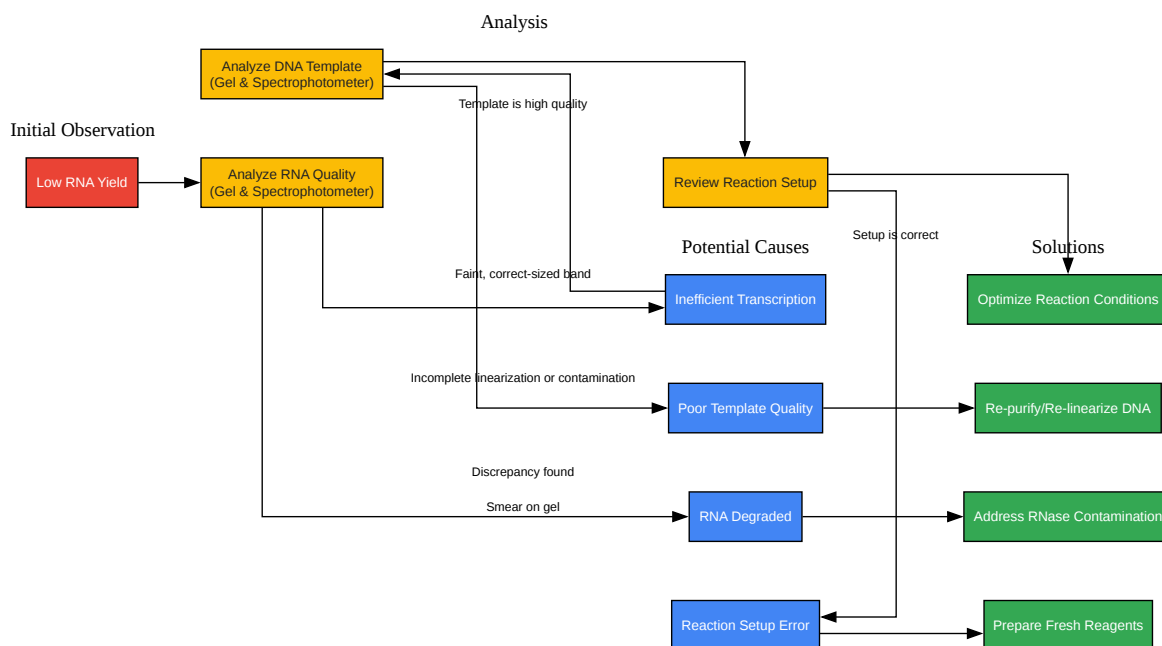 Analysis
Analyze DNA Template
(Gel & Spectrophotometer)
Template is high quality
Initial Observation
Low RNA Yield
Analyze RNA Quality
(Gel & Spectrophotometer)
Review Reaction Setup
Setup is correct
Potential Causes
Solutions
Faint, correct-sized band
Inefficient Transcription
Optimize Reaction Conditions
Incomplete linearization or contamination
Poor Template Quality
Re-purify/Re-linearize DNA
Discrepancy found
Smear on gel
RNA Degraded
Address RNase Contamination
Reaction Setup Error
Prepare Fresh Reagents